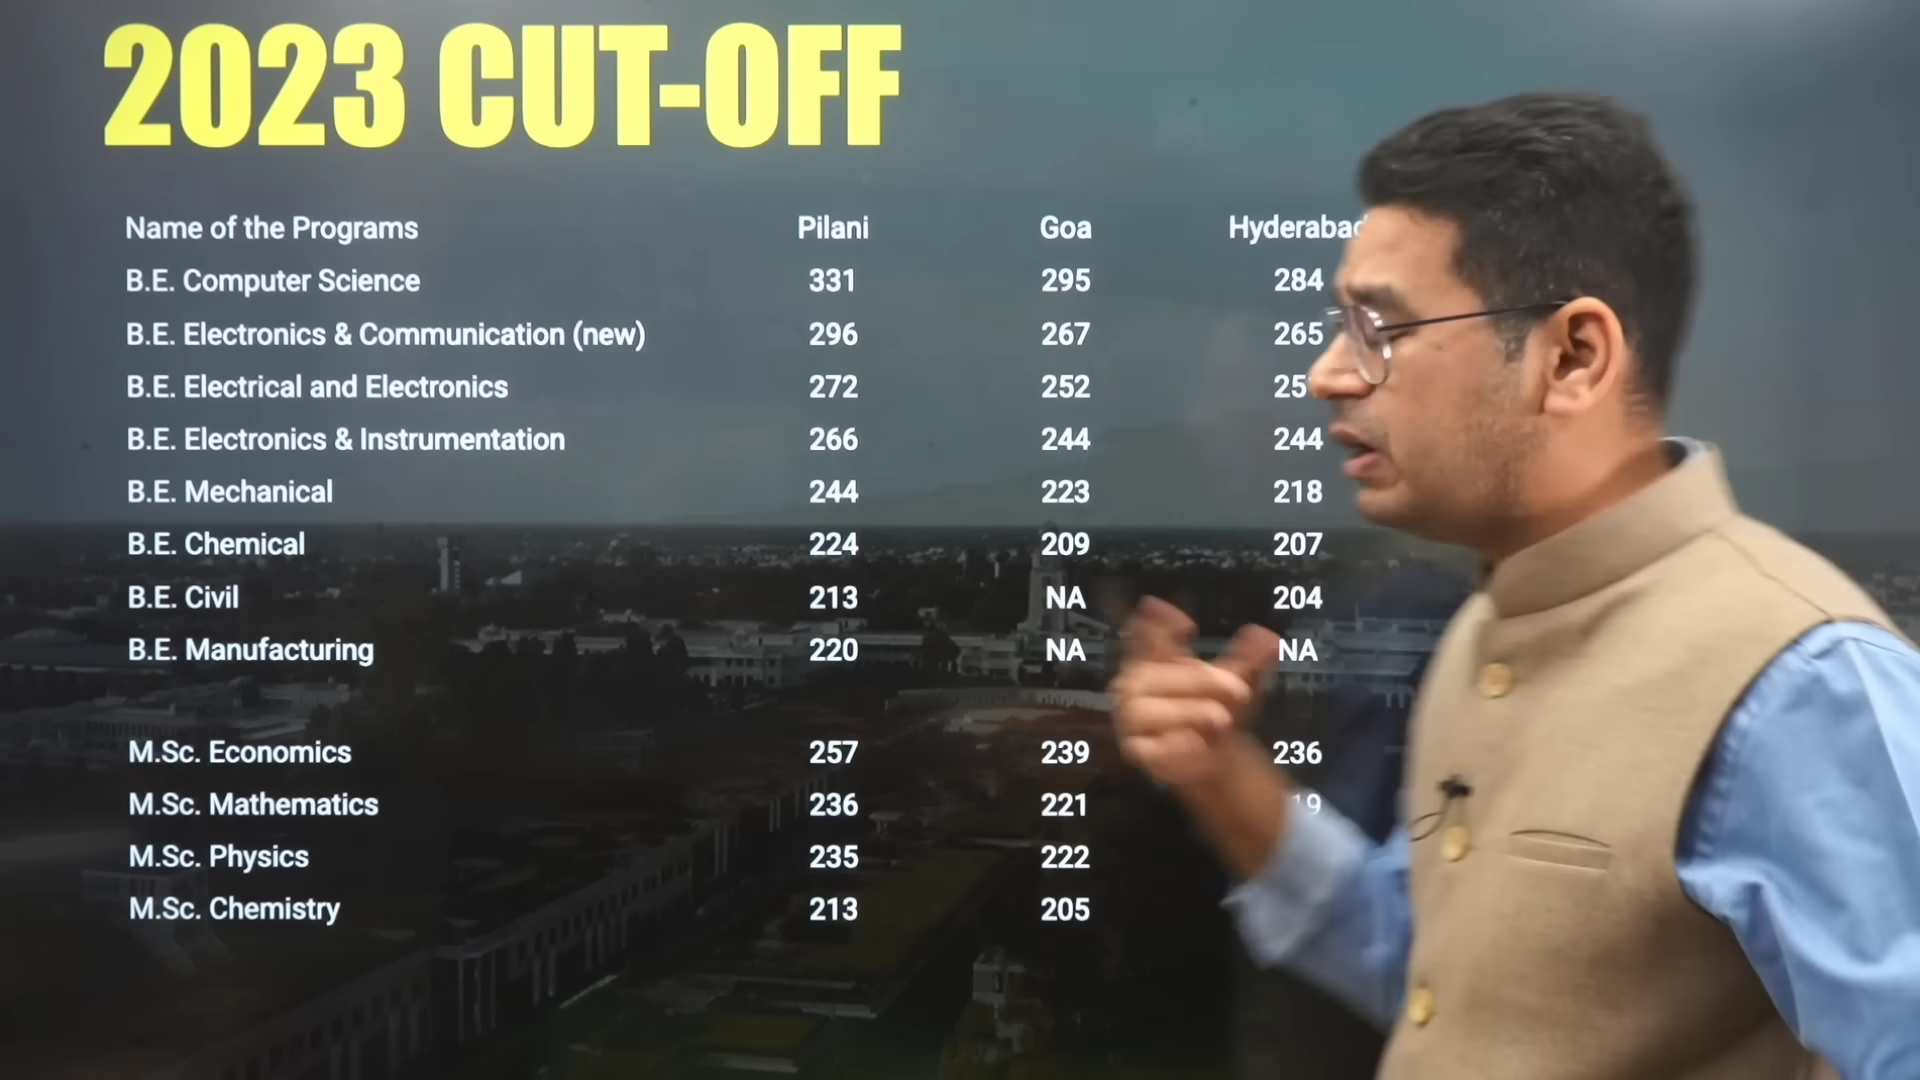 2023 CUT-OFF
Name of the Programs Pilani Goa
B.E. Computer Science 331 295 284
B.E. Electronics & Communication (new) 296 267 265
B.E. Electrical and Electronics 272 252
B.E. Electronics & Instrumentation 266 244 244
B.E. Mechanical 244 223 218
B.E. Chemical 224 209 207
B.E. Civil 213 NA 204
B.E. Manufacturing 220 NA NA
M.Sc. Economics 257 239 236
M.Sc. Mathematics 236 221
M.Sc. Physics 235 222
M.Sc. Chemistry 213 205